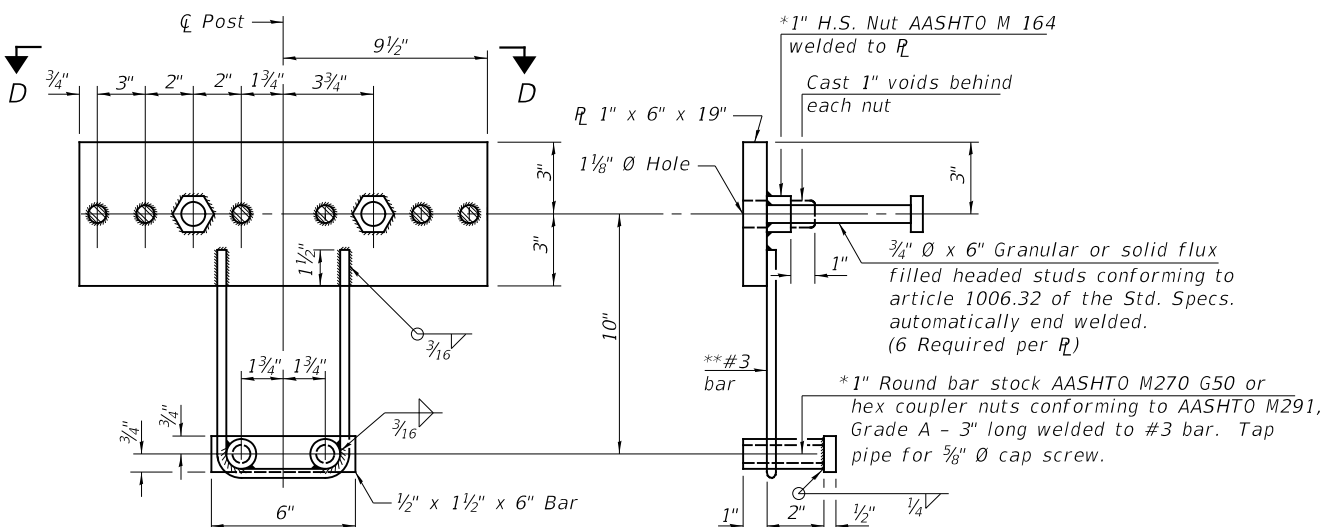 ℄ Post
9½"
D
D
¾"
3"
2"
2"
1¾"
3¾"
3"
3"
1½"
3/16
10"
1¾"
1¾"
¾"
¾"
3/16
½" x 1½" x 6" Bar
6"
*1" H.S. Nut AASHTO M 164
welded to ⅊
Cast 1" voids behind
each nut
⅊ 1" x 6" x 19"
1⅛" Ø Hole
3"
1"
¾" Ø x 6" Granular or solid flux
filled headed studs conforming to
article 1006.32 of the Std. Specs.
automatically end welded.
(6 Required per ⅊)
**#3
bar
*1" Round bar stock AASHTO M270 G50 or
hex coupler nuts conforming to AASHTO M291,
Grade A – 3" long welded to #3 bar. Tap
pipe for ⅝" Ø cap screw.
1"
2"
½"
¼